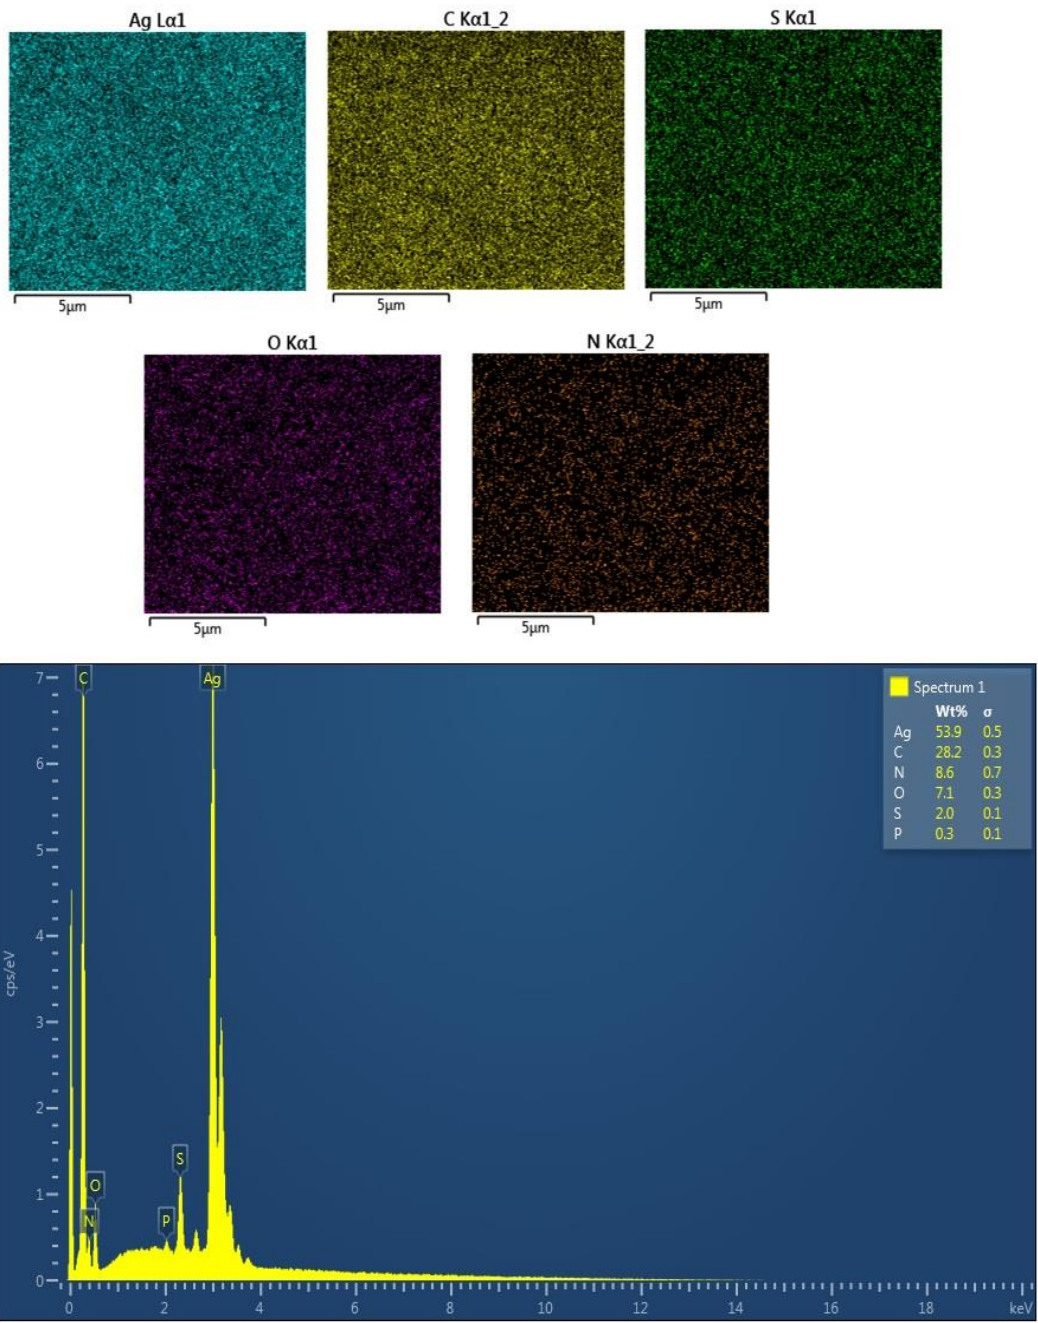 Ag Lα1
C Kα1_2
S Kα1
5µm
5µm
5µm
O Kα1
N Kα1_2
5µm
5µm
7
C
Ag
Spectrum 1
Wt% σ
Ag 53.9 0.5
C 28.2 0.3
N 8.6 0.7
O 7.1 0.3
S 2.0 0.1
P 0.3 0.1
6
5
4
cps/eV
3
2
S
1
O
N
P
0
0 2 4 6 8 10 12 14 16 18 keV